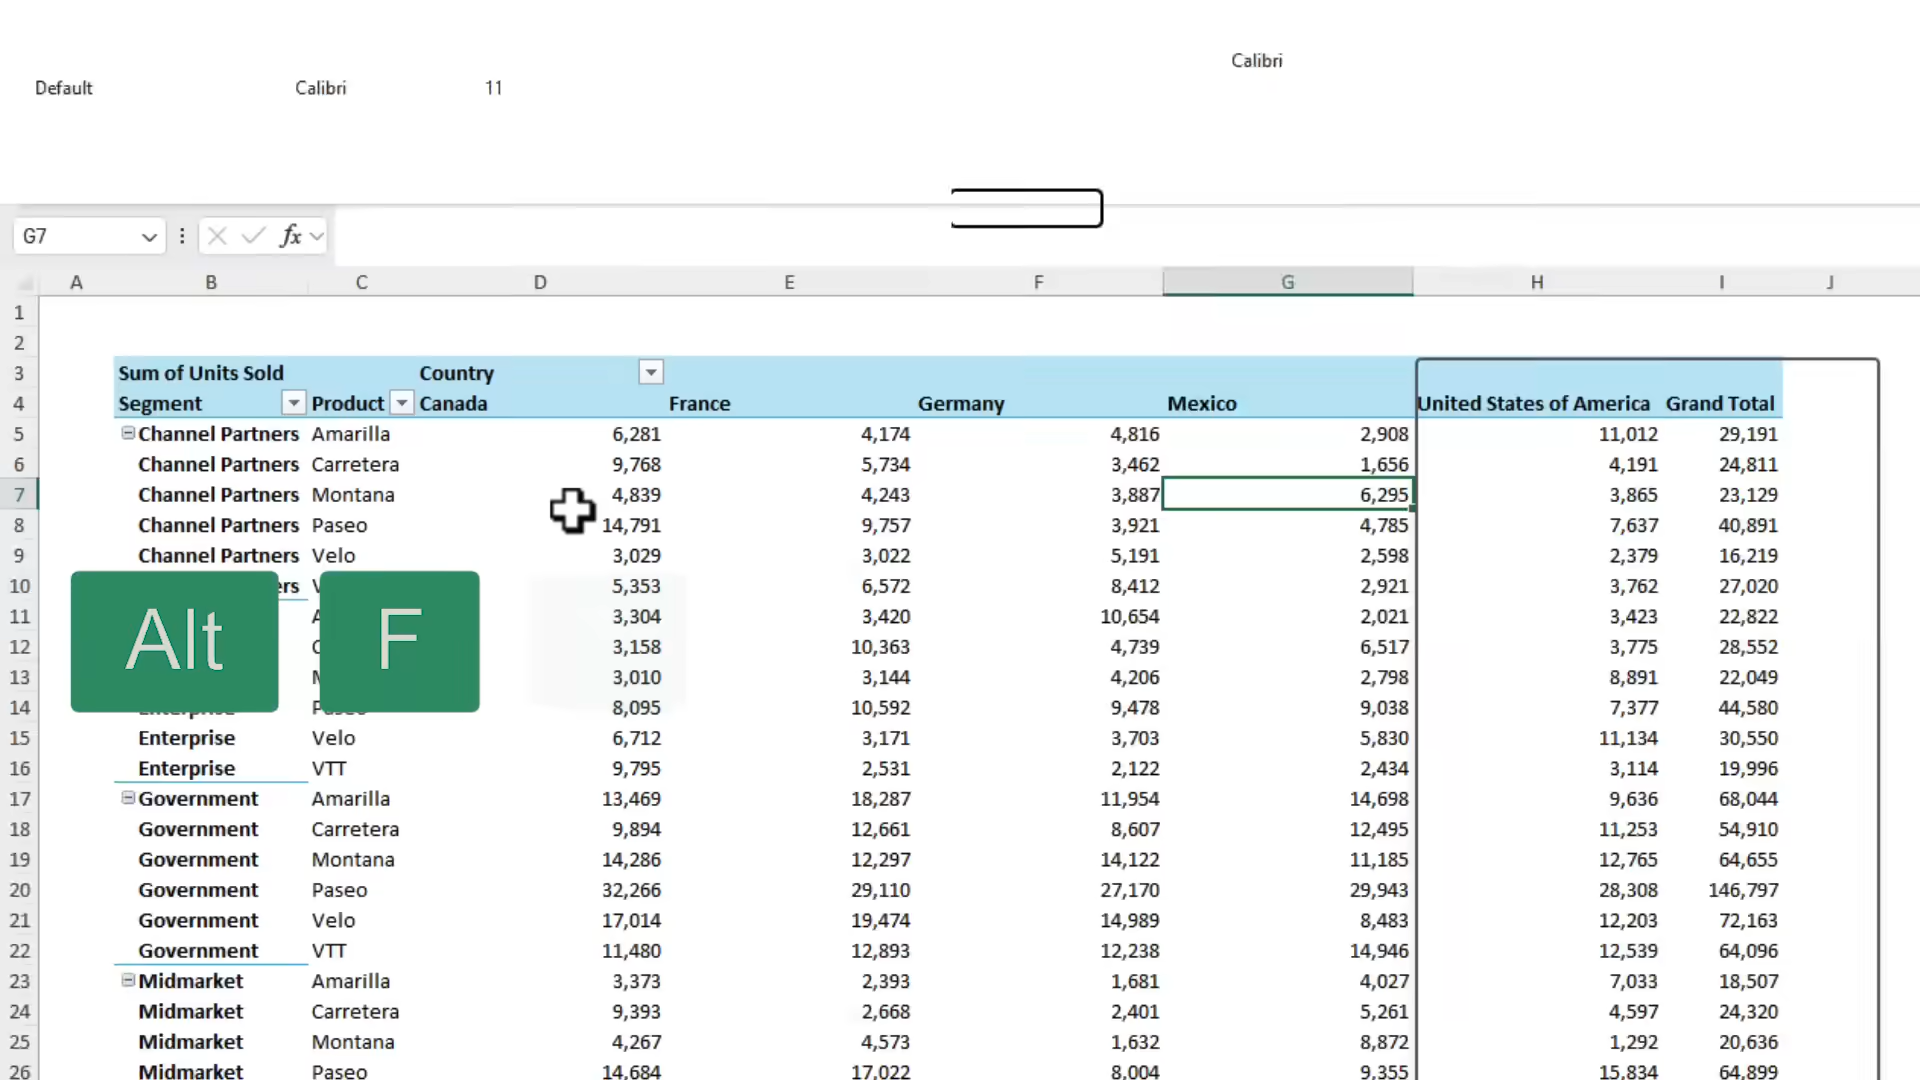 Calibri
Default Calibri 11
G7 fx
A B C D E F G H I J
1
2
3 Sum of Units Sold Country
4 Segment Product Canada France Germany Mexico United States of America Grand Total
5 Channel Partners Amarilla 6,281 4,174 4,816 2,908 11,012 29,191
6 Channel Partners Carretera 9,768 5,734 3,462 1,656 4,191 24,811
7 Channel Partners Montana 4,839 4,243 3,887 6,295 3,865 23,129
8 Channel Partners Paseo 14,791 9,757 3,921 4,785 7,637 40,891
9 Channel Partners Velo 3,029 3,022 5,191 2,598 2,379 16,219
10 5,353 6,572 8,412 2,921 3,762 27,020
11 3,304 3,420 10,654 2,021 3,423 22,822
Alt F
12 3,158 10,363 4,739 6,517 3,775 28,552
13 3,010 3,144 4,206 2,798 8,891 22,049
14 8,095 10,592 9,478 9,038 7,377 44,580
15 Enterprise Velo 6,712 3,171 3,703 5,830 11,134 30,550
16 Enterprise VTT 9,795 2,531 2,122 2,434 3,114 19,996
17 Government Amarilla 13,469 18,287 11,954 14,698 9,636 68,044
18 Government Carretera 9,894 12,661 8,607 12,495 11,253 54,910
19 Government Montana 14,286 12,297 14,122 11,185 12,765 64,655
20 Government Paseo 32,266 29,110 27,170 29,943 28,308 146,797
21 Government Velo 17,014 19,474 14,989 8,483 12,203 72,163
22 Government VTT 11,480 12,893 12,238 14,946 12,539 64,096
23 Midmarket Amarilla 3,373 2,393 1,681 4,027 7,033 18,507
24 Midmarket Carretera 9,393 2,668 2,401 5,261 4,597 24,320
25 Midmarket Montana 4,267 4,573 1,632 8,872 1,292 20,636
26 Midmarket Paseo 14,684 17,022 8,004 9,355 15,834 64,899